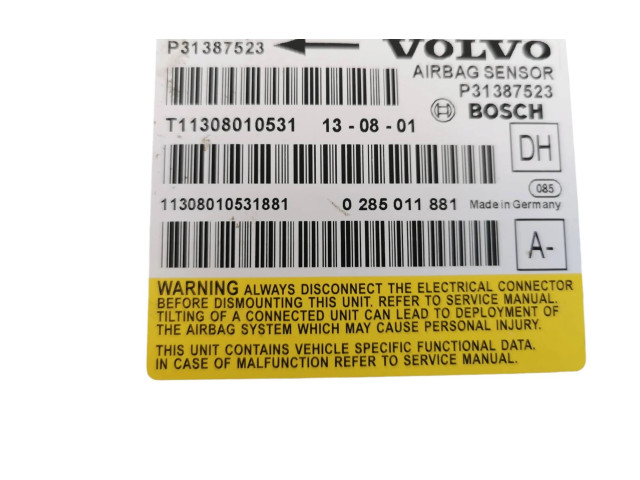 P31387523 VOLVO
AIRBAG SENSOR
P31387523
BOSCH
T11308010531 13-08-01
DH
085
11308010531881 0 285 011 881 Made in Germany
A-
WARNING ALWAYS DISCONNECT THE ELECTRICAL CONNECTOR
BEFORE DISMOUNTING THIS UNIT. REFER TO SERVICE MANUAL.
TILTING OF A CONNECTED UNIT CAN LEAD TO DEPLOYMENT OF
THE AIRBAG SYSTEM WHICH MAY CAUSE PERSONAL INJURY.
THIS UNIT CONTAINS VEHICLE SPECIFIC FUNCTIONAL DATA.
IN CASE OF MALFUNCTION REFER TO SERVICE MANUAL.